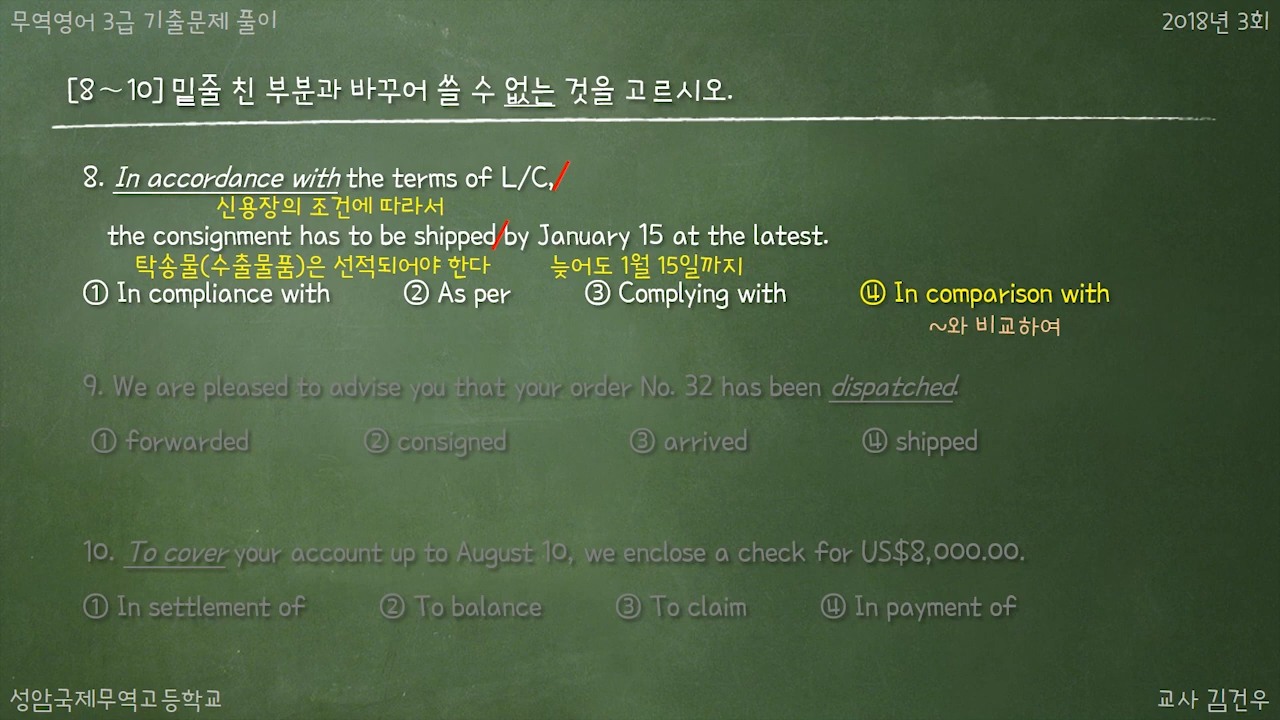 무역영어 3급 기출문제 풀이
2018년 3회
[8~10] 밑줄 친 부분과 바꾸어 쓸 수 없는 것을 고르시오.
8. In accordance with the terms of L/C,/
신용장의 조건에 따라서
the consignment has to be shipped/by January 15 at the latest.
탁송물(수출물품)은 선적되어야 한다 늦어도 1월 15일까지
① In compliance with ② As per ③ Complying with ④ In comparison with
~와 비교하여
9. We are pleased to advise you that your order No. 32 has been dispatched.
① forwarded ② consigned ③ arrived ④ shipped
10. To cover your account up to August 10, we enclose a check for US$8,000.00.
① In settlement of ② To balance ③ To claim ④ In payment of
성암국제무역고등학교
교사 김건우